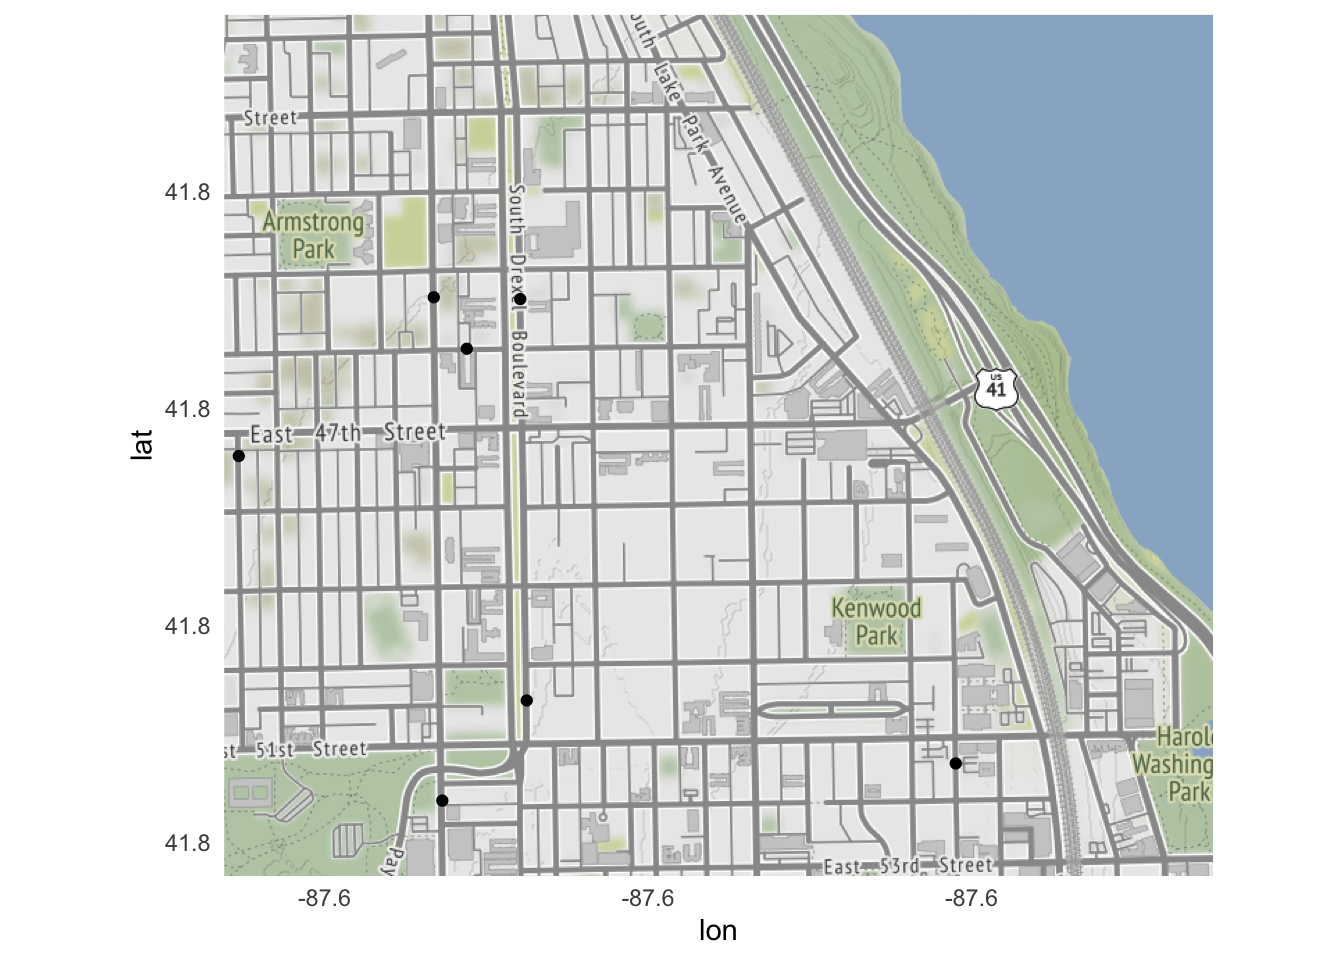 outh Lake Park Avenue
Street
41.8
Armstrong
Park
South Drexel Boulevard
US
41
41.8
East 47th Street
lat
Kenwood
Park
41.8
st 51st Street
Harol
Washing
Park
41.8
Pay
East 53rd Street
-87.6
-87.6
-87.6
lon